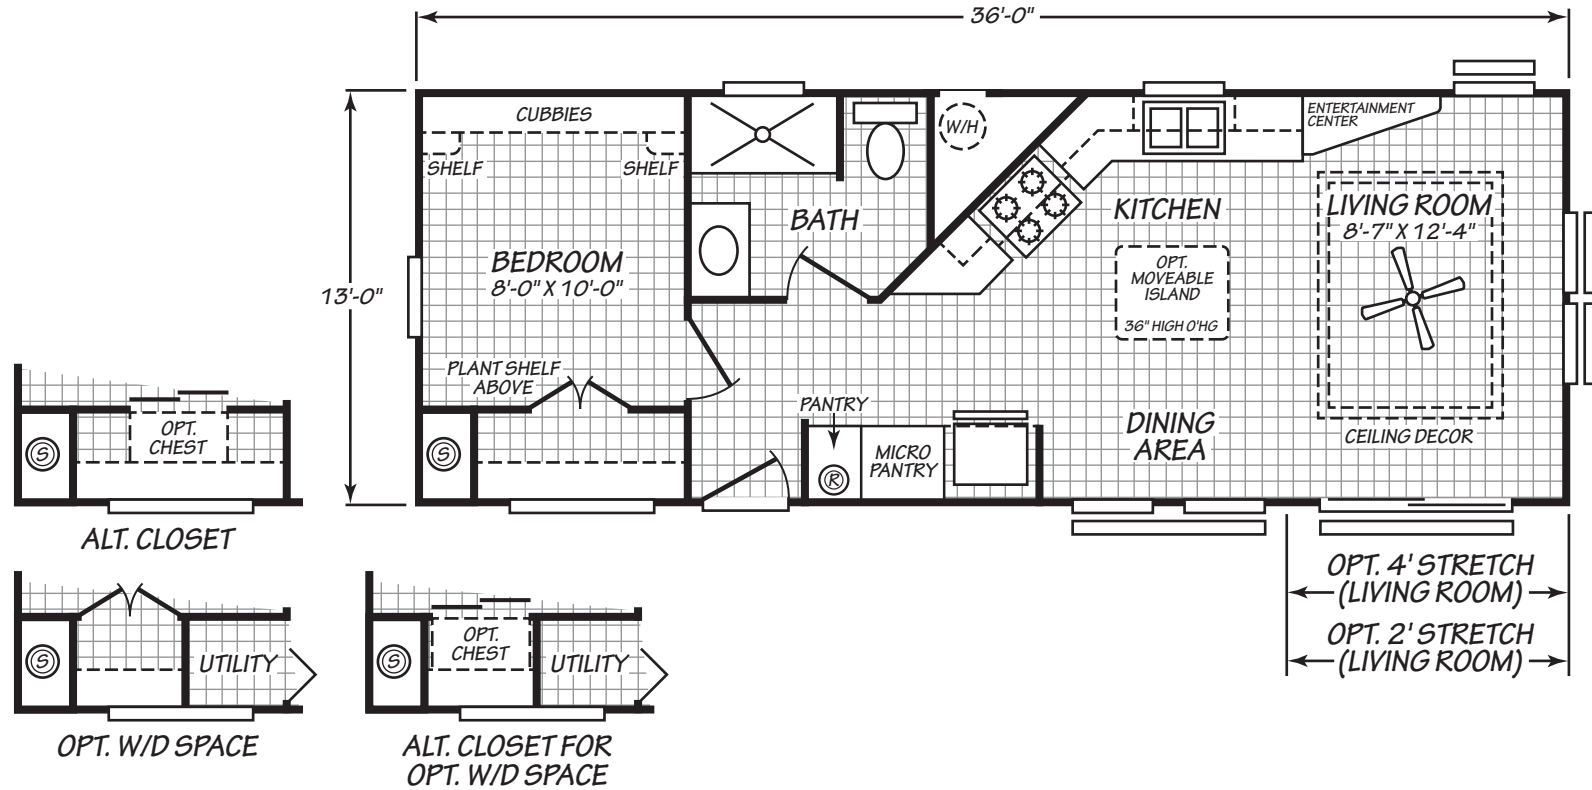 36'-0"
13'-0"
CUBBIES
SHELF
SHELF
BEDROOM
8'-0" X 10'-0"
PLANT SHELF
ABOVE
S
BATH
W/H
KITCHEN
OPT.
MOVEABLE
ISLAND
36" HIGH O'HG
ENTERTAINMENT
CENTER
LIVING ROOM
8'-7" X 12'-4"
CEILING DECOR
DINING
AREA
PANTRY
R
MICRO
PANTRY
OPT. 4' STRETCH
(LIVING ROOM)
OPT. 2' STRETCH
(LIVING ROOM)
S
OPT.
CHEST
ALT. CLOSET
S
UTILITY
OPT. W/D SPACE
S
OPT.
CHEST
UTILITY
ALT. CLOSET FOR
OPT. W/D SPACE